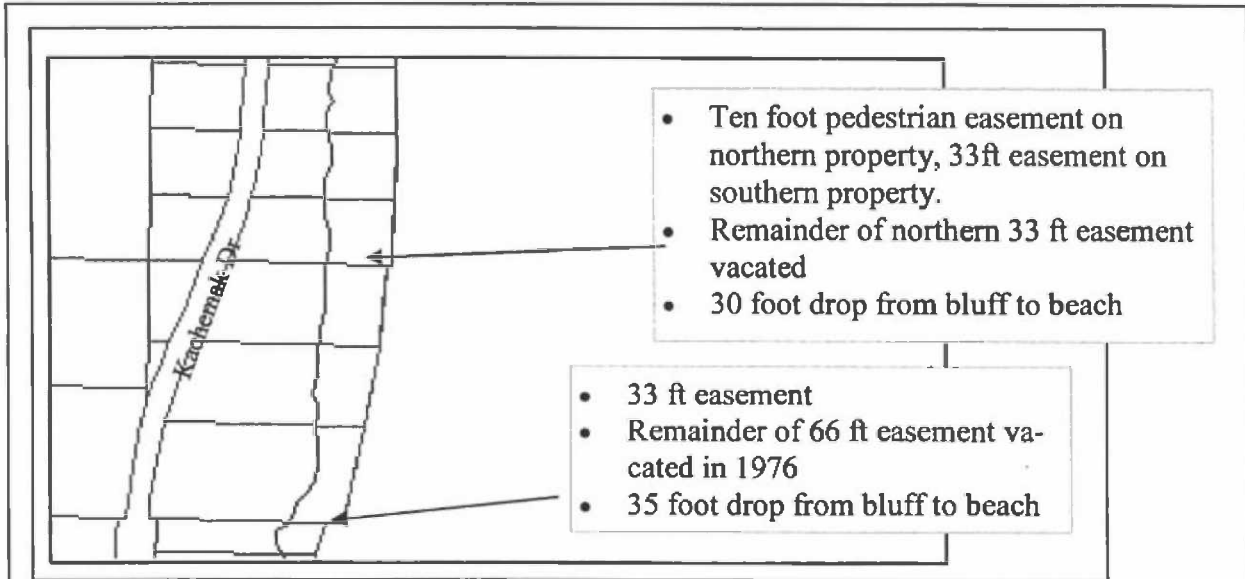 • Ten foot pedestrian easement on
northern property, 33ft easement on
southern property.
• Remainder of northern 33 ft easement
vacated
• 30 foot drop from bluff to beach
Kachemak Dr
• 33 ft easement
• Remainder of 66 ft easement va-
cated in 1976
• 35 foot drop from bluff to beach